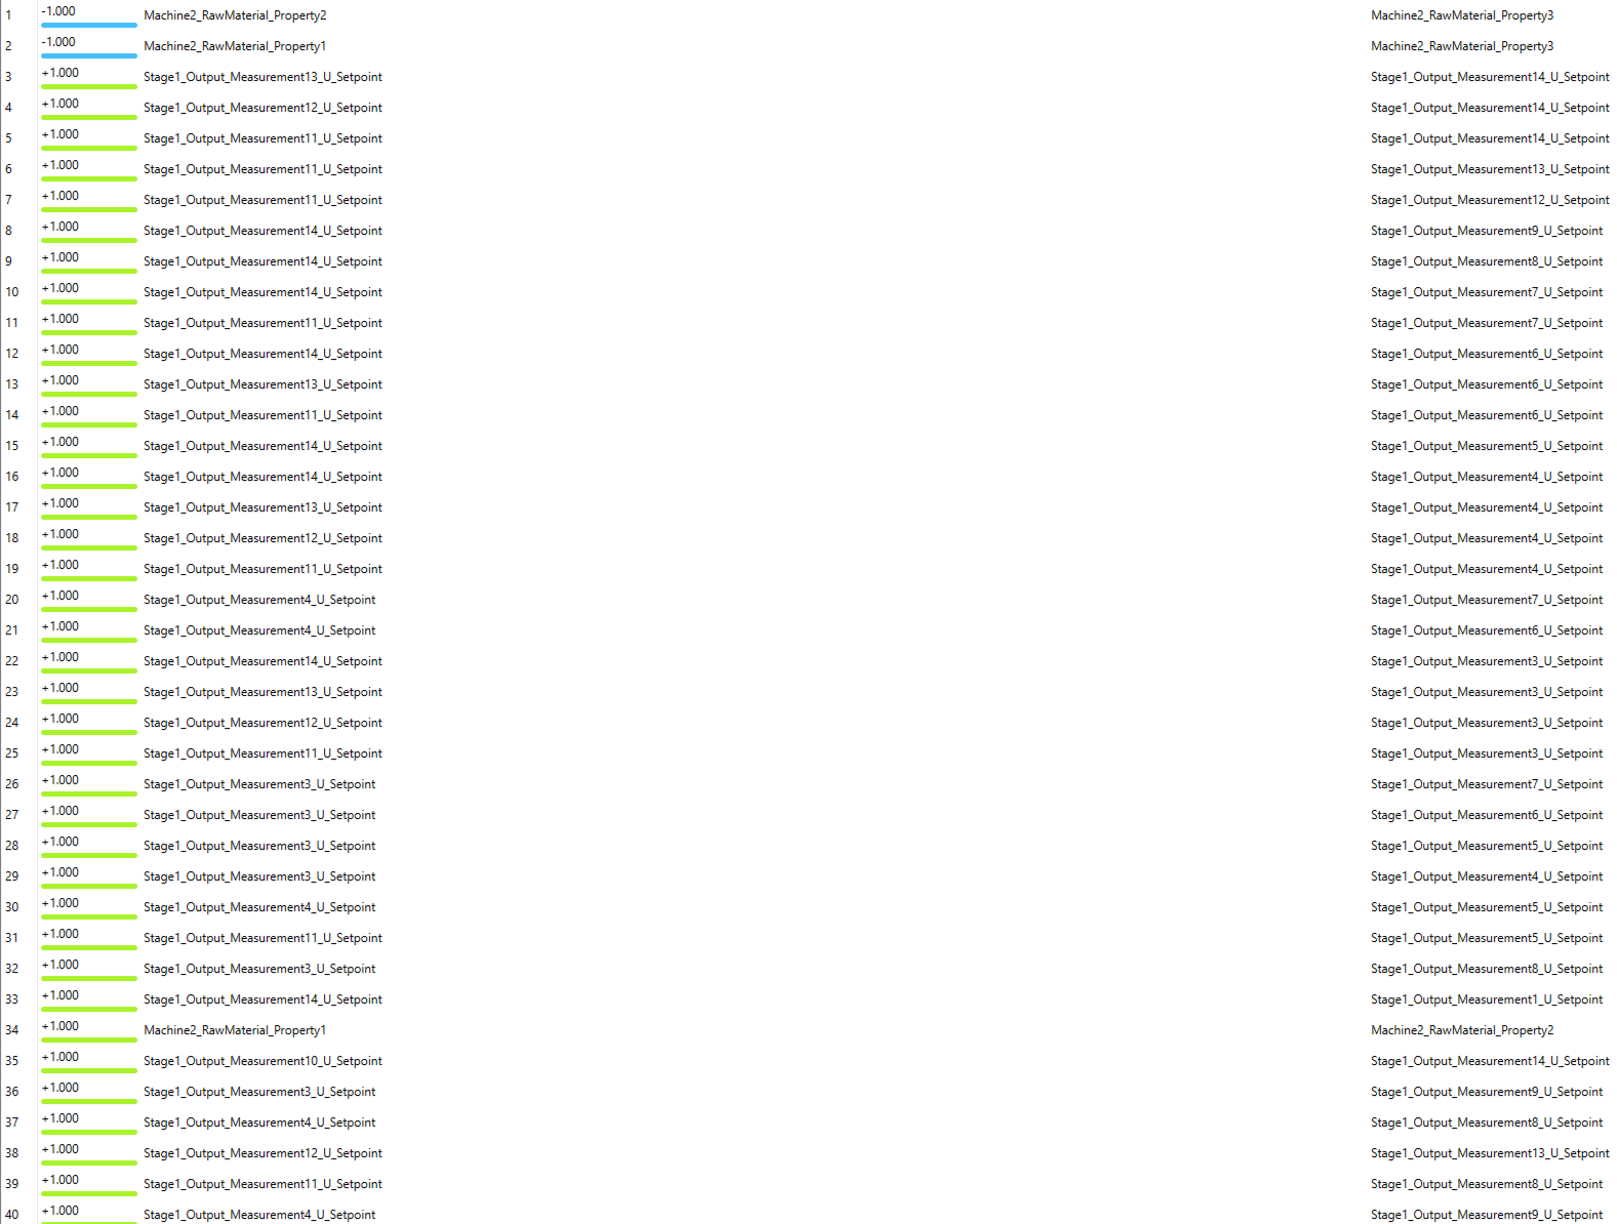 1 -1.000 Machine2_RawMaterial_Property2 Machine2_RawMaterial_Property3
2 -1.000 Machine2_RawMaterial_Property1 Machine2_RawMaterial_Property3
3 +1.000 Stage1_Output_Measurement13_U_Setpoint Stage1_Output_Measurement14_U_Setpoint
4 +1.000 Stage1_Output_Measurement12_U_Setpoint Stage1_Output_Measurement14_U_Setpoint
5 +1.000 Stage1_Output_Measurement11_U_Setpoint Stage1_Output_Measurement14_U_Setpoint
6 +1.000 Stage1_Output_Measurement11_U_Setpoint Stage1_Output_Measurement13_U_Setpoint
7 +1.000 Stage1_Output_Measurement11_U_Setpoint Stage1_Output_Measurement12_U_Setpoint
8 +1.000 Stage1_Output_Measurement14_U_Setpoint Stage1_Output_Measurement9_U_Setpoint
9 +1.000 Stage1_Output_Measurement14_U_Setpoint Stage1_Output_Measurement8_U_Setpoint
10 +1.000 Stage1_Output_Measurement14_U_Setpoint Stage1_Output_Measurement7_U_Setpoint
11 +1.000 Stage1_Output_Measurement11_U_Setpoint Stage1_Output_Measurement7_U_Setpoint
12 +1.000 Stage1_Output_Measurement14_U_Setpoint Stage1_Output_Measurement6_U_Setpoint
13 +1.000 Stage1_Output_Measurement13_U_Setpoint Stage1_Output_Measurement6_U_Setpoint
14 +1.000 Stage1_Output_Measurement11_U_Setpoint Stage1_Output_Measurement6_U_Setpoint
15 +1.000 Stage1_Output_Measurement14_U_Setpoint Stage1_Output_Measurement5_U_Setpoint
16 +1.000 Stage1_Output_Measurement14_U_Setpoint Stage1_Output_Measurement4_U_Setpoint
17 +1.000 Stage1_Output_Measurement13_U_Setpoint Stage1_Output_Measurement4_U_Setpoint
18 +1.000 Stage1_Output_Measurement12_U_Setpoint Stage1_Output_Measurement4_U_Setpoint
19 +1.000 Stage1_Output_Measurement11_U_Setpoint Stage1_Output_Measurement4_U_Setpoint
20 +1.000 Stage1_Output_Measurement4_U_Setpoint Stage1_Output_Measurement7_U_Setpoint
21 +1.000 Stage1_Output_Measurement4_U_Setpoint Stage1_Output_Measurement6_U_Setpoint
22 +1.000 Stage1_Output_Measurement14_U_Setpoint Stage1_Output_Measurement3_U_Setpoint
23 +1.000 Stage1_Output_Measurement13_U_Setpoint Stage1_Output_Measurement3_U_Setpoint
24 +1.000 Stage1_Output_Measurement12_U_Setpoint Stage1_Output_Measurement3_U_Setpoint
25 +1.000 Stage1_Output_Measurement11_U_Setpoint Stage1_Output_Measurement3_U_Setpoint
26 +1.000 Stage1_Output_Measurement3_U_Setpoint Stage1_Output_Measurement7_U_Setpoint
27 +1.000 Stage1_Output_Measurement3_U_Setpoint Stage1_Output_Measurement6_U_Setpoint
28 +1.000 Stage1_Output_Measurement3_U_Setpoint Stage1_Output_Measurement5_U_Setpoint
29 +1.000 Stage1_Output_Measurement3_U_Setpoint Stage1_Output_Measurement4_U_Setpoint
30 +1.000 Stage1_Output_Measurement4_U_Setpoint Stage1_Output_Measurement5_U_Setpoint
31 +1.000 Stage1_Output_Measurement11_U_Setpoint Stage1_Output_Measurement5_U_Setpoint
32 +1.000 Stage1_Output_Measurement3_U_Setpoint Stage1_Output_Measurement8_U_Setpoint
33 +1.000 Stage1_Output_Measurement14_U_Setpoint Stage1_Output_Measurement1_U_Setpoint
34 +1.000 Machine2_RawMaterial_Property1 Machine2_RawMaterial_Property2
35 +1.000 Stage1_Output_Measurement10_U_Setpoint Stage1_Output_Measurement14_U_Setpoint
36 +1.000 Stage1_Output_Measurement3_U_Setpoint Stage1_Output_Measurement9_U_Setpoint
37 +1.000 Stage1_Output_Measurement4_U_Setpoint Stage1_Output_Measurement8_U_Setpoint
38 +1.000 Stage1_Output_Measurement12_U_Setpoint Stage1_Output_Measurement13_U_Setpoint
39 +1.000 Stage1_Output_Measurement11_U_Setpoint Stage1_Output_Measurement8_U_Setpoint
40 +1.000 Stage1_Output_Measurement4_U_Setpoint Stage1_Output_Measurement9_U_Setpoint